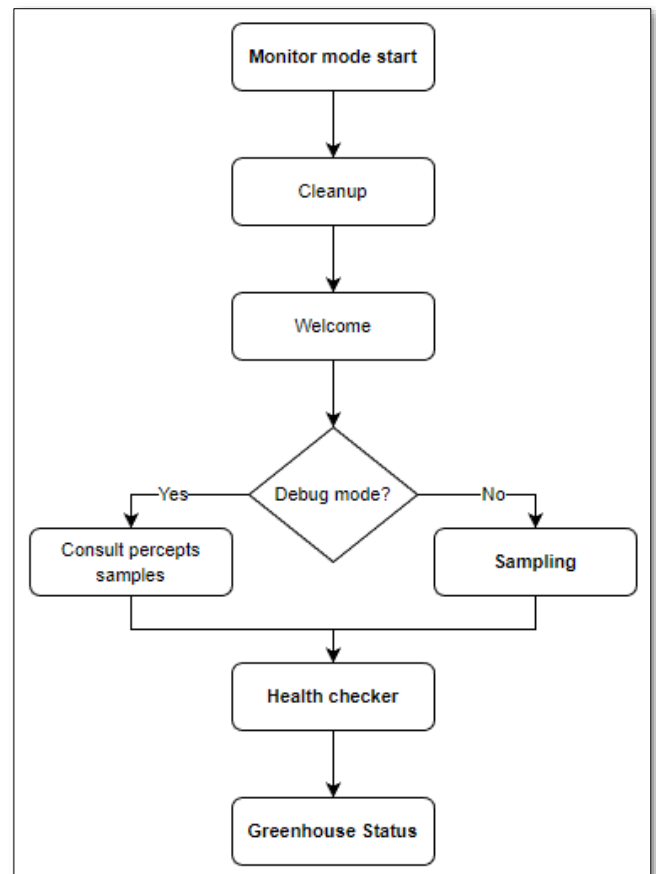 Monitor mode start
Cleanup
Welcome
Debug mode?
Yes
No
Consult percepts
samples
Sampling
Health checker
Greenhouse Status